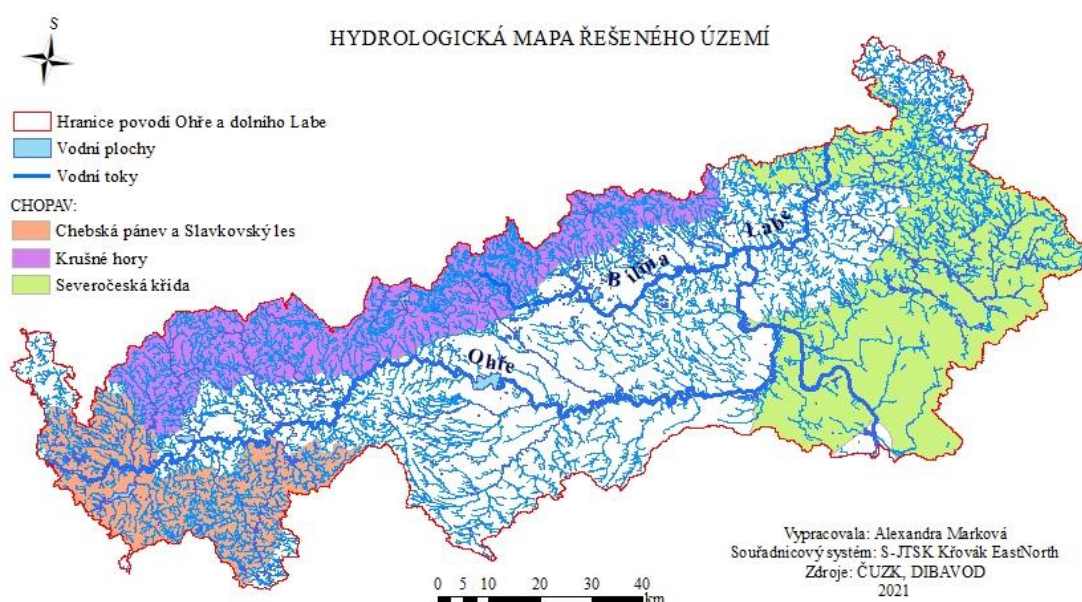 S
HYDROLOGICKÁ MAPA ŘEŠENÉHO ÚZEMÍ
Hranice povodí Ohře a dolního Labe
Vodní plochy
Vodní toky
CHOPAV:
Chebská pánev a Slavkovský les
Krušné hory
Severočeská křída
Labe
Bílina
Ohře
Vypracovala: Alexandra Marková
Souřadnicový systém: S-JTSK Křovák EastNorth
Zdroje: ČUZK, DIBAVOD
2021
0 5 10 20 30 40
km